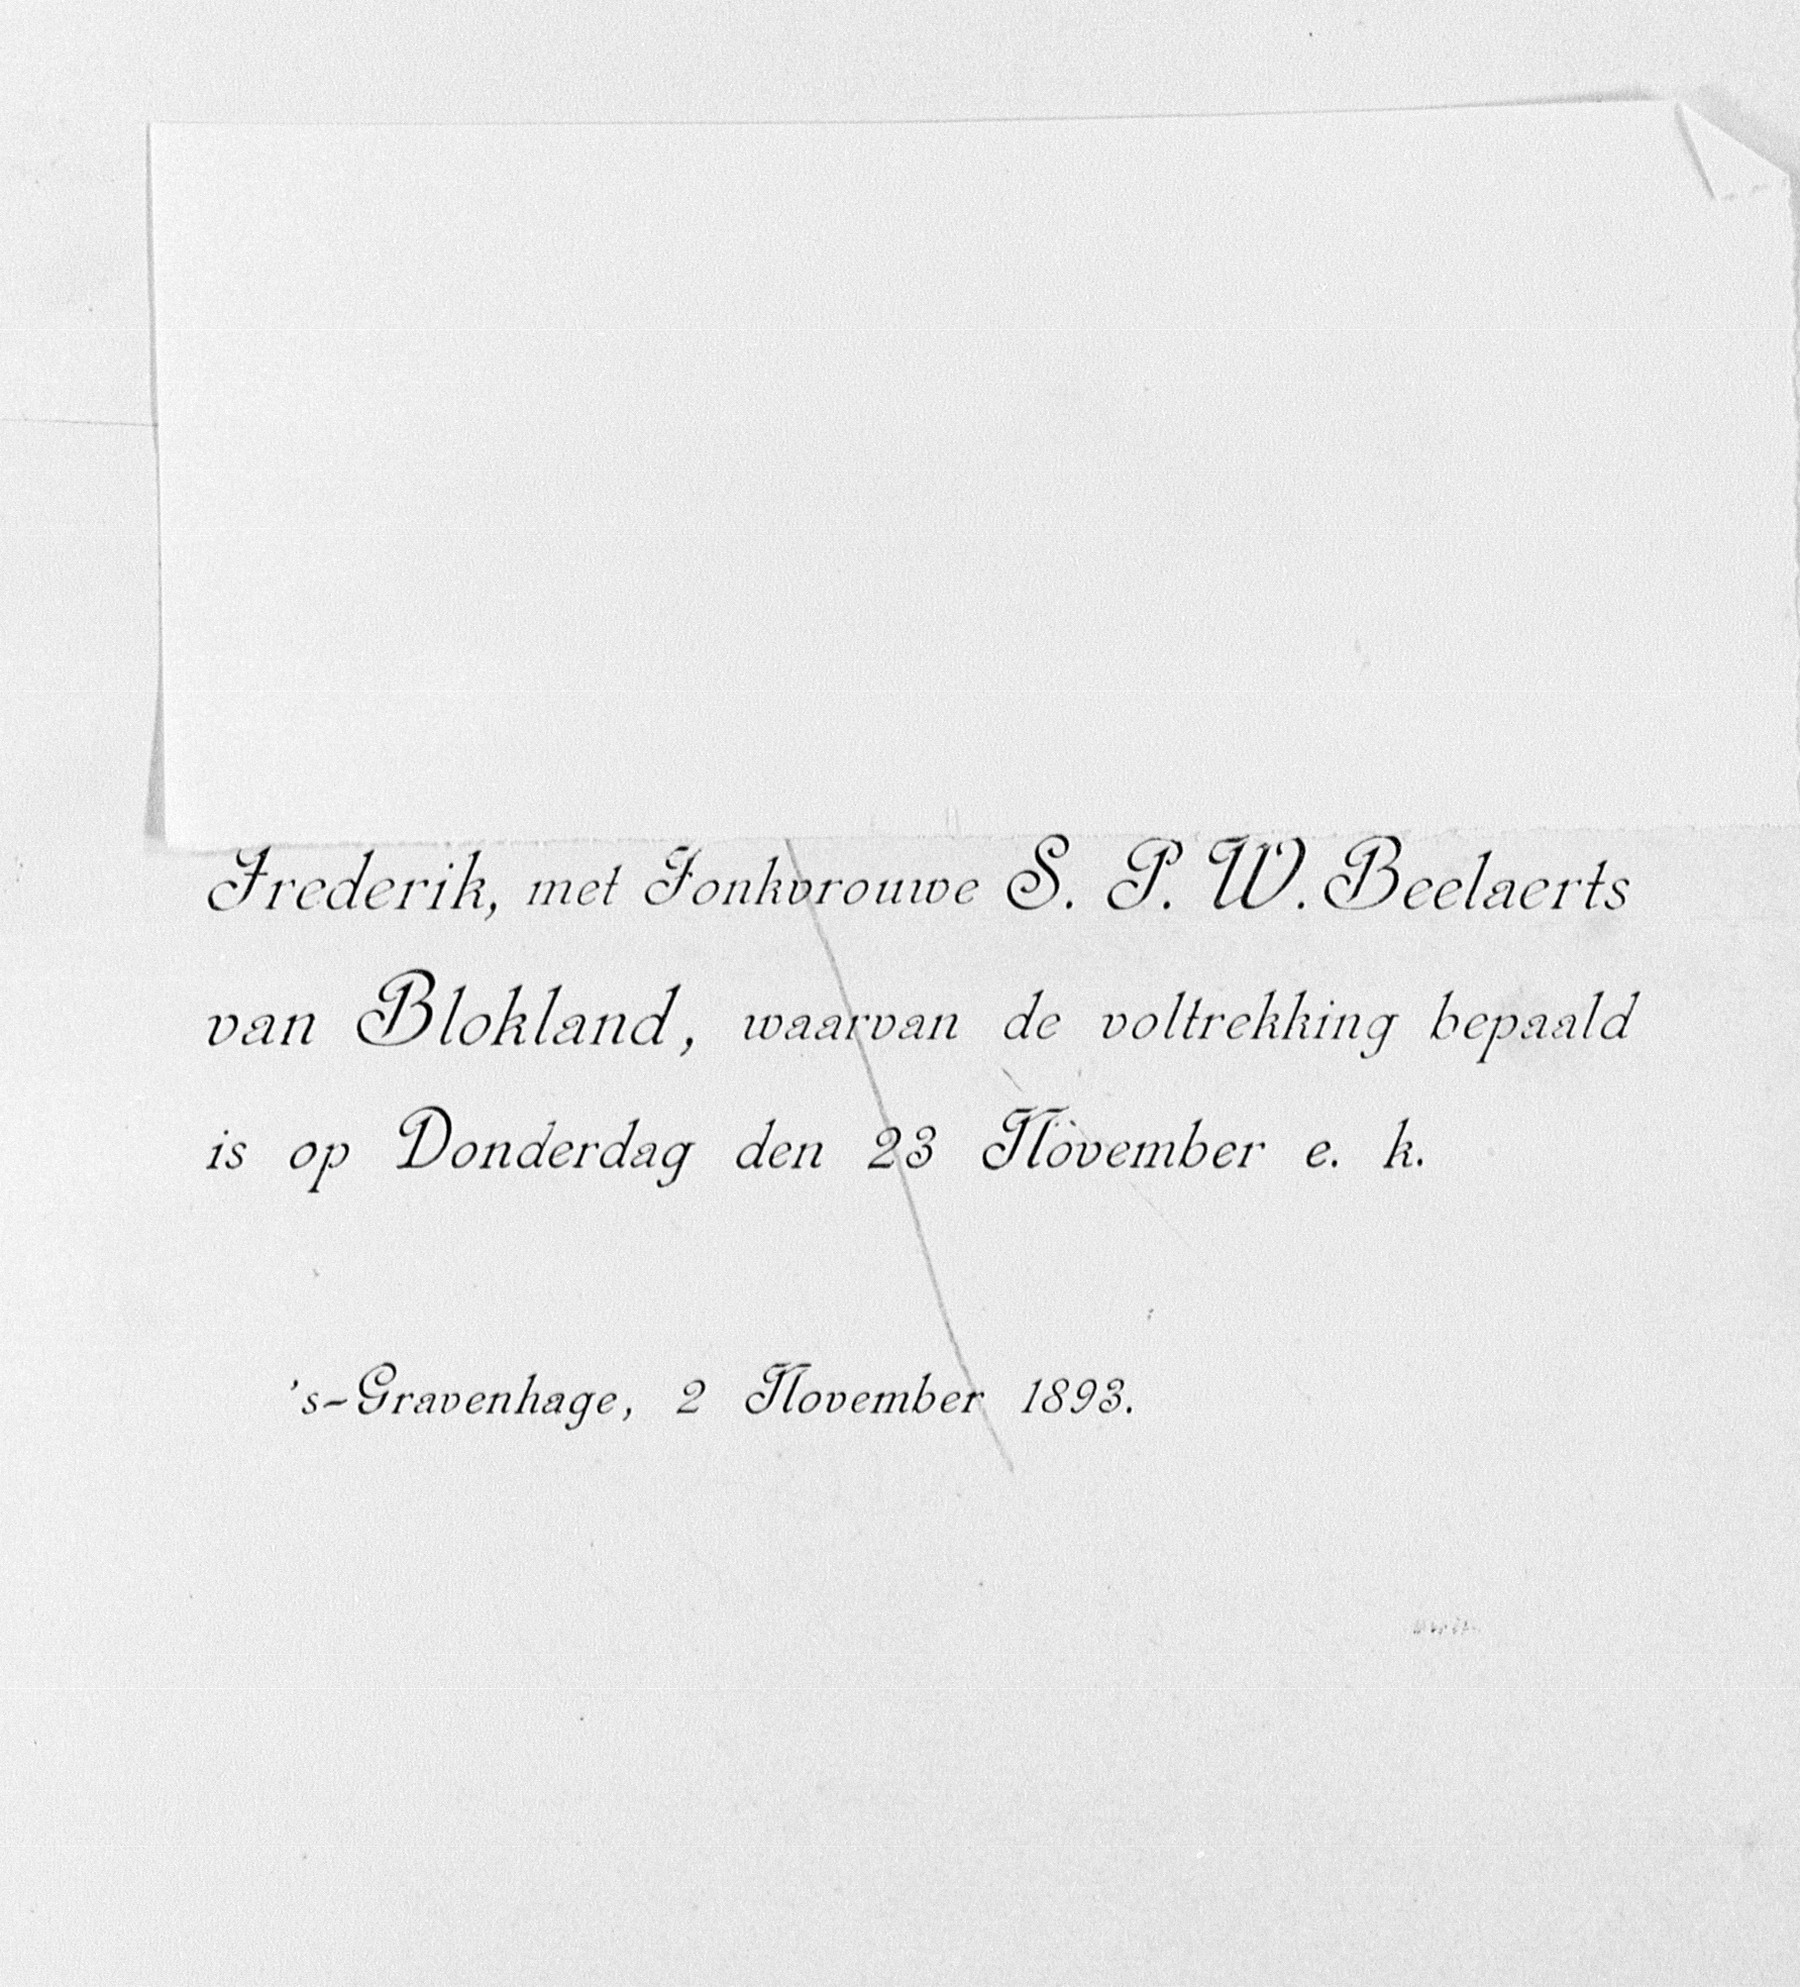 Frederik, met Jonkvrouwe S. P. W. Beelaerts
van Blokland, waarvan de voltrekking bepaald
is op Donderdag den 23 November e. k.
's-Gravenhage, 2 November 1893.